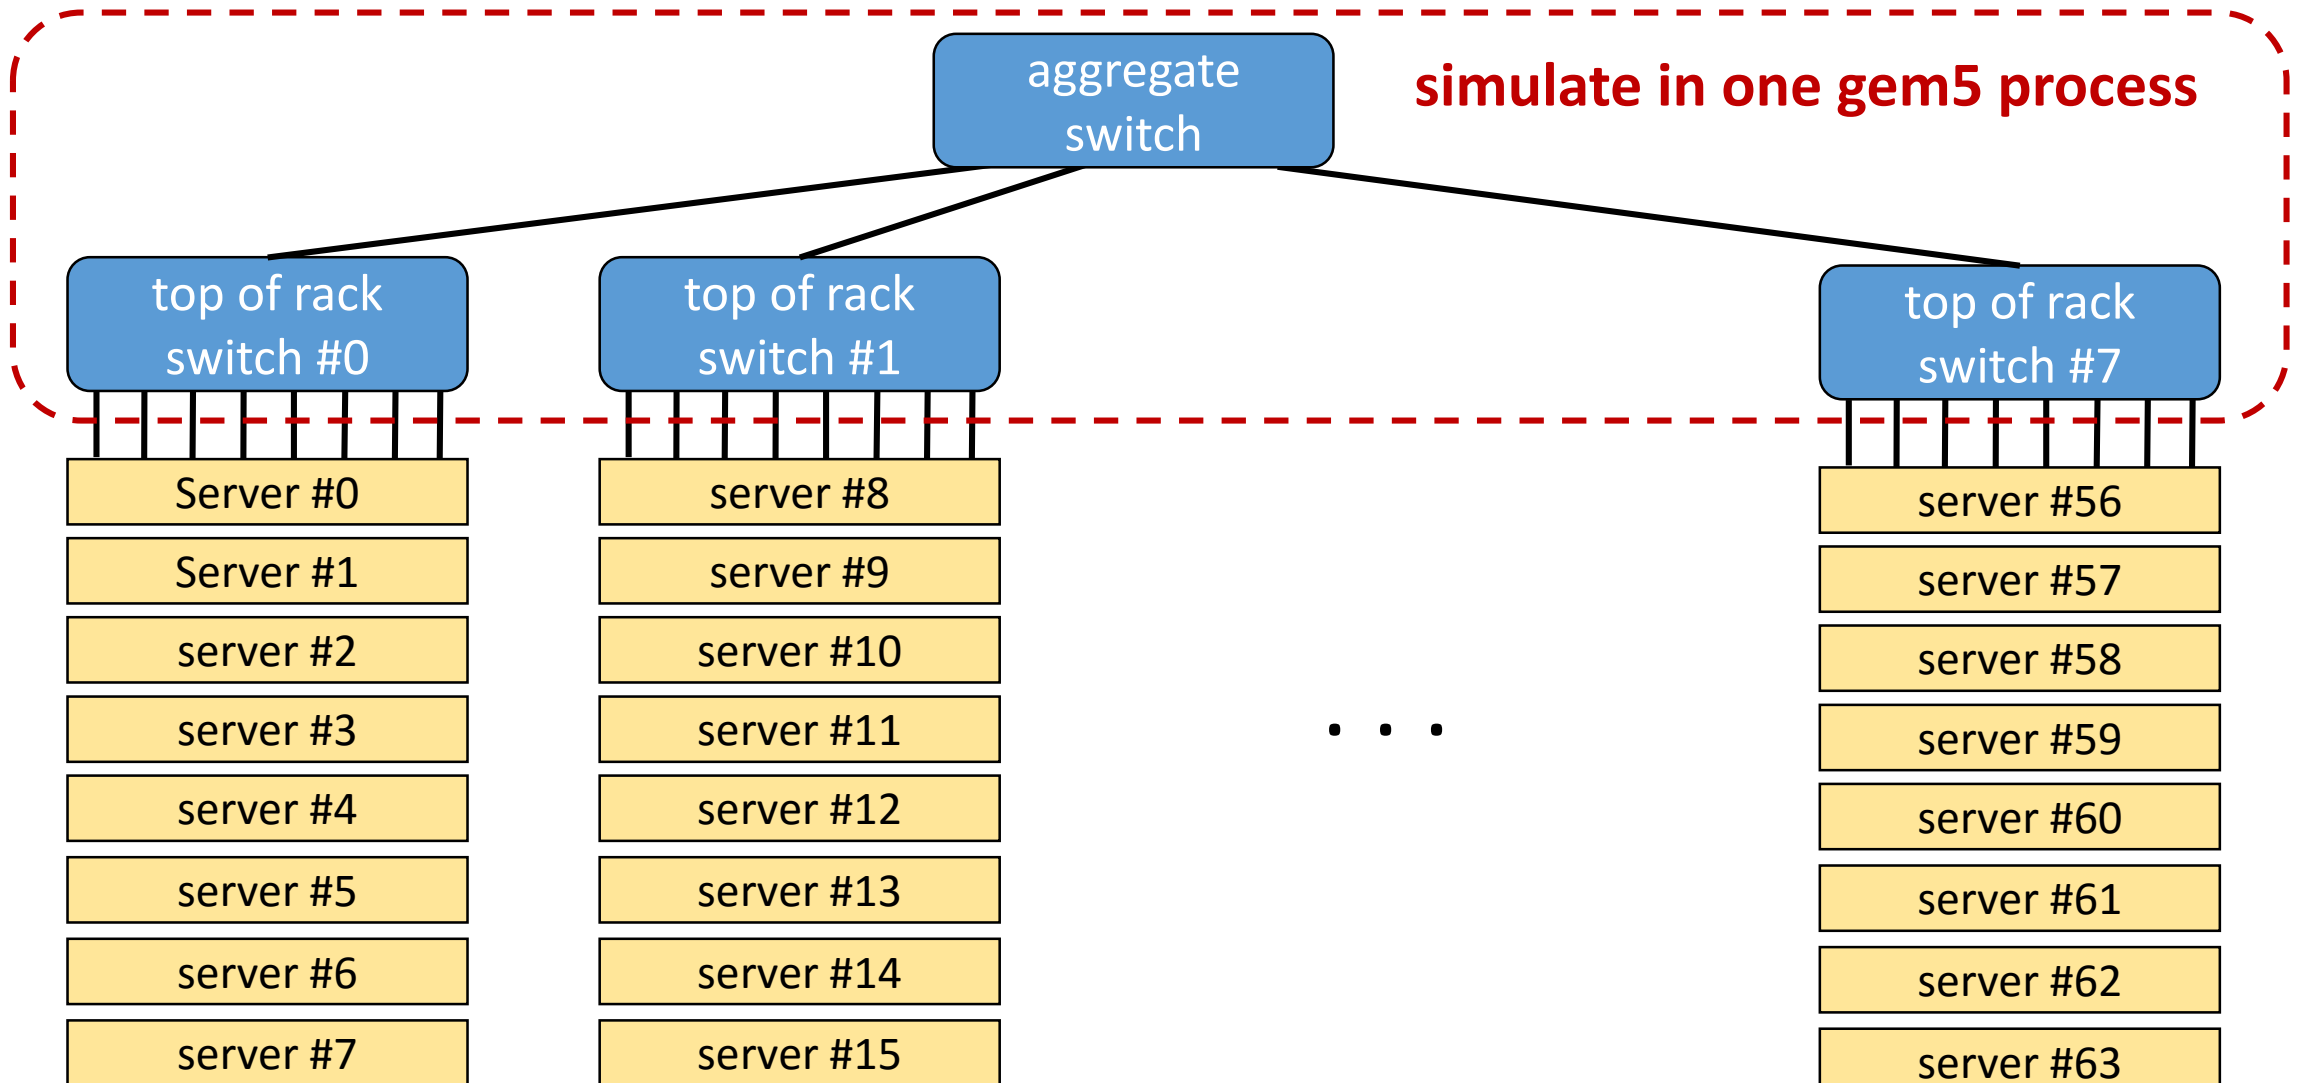 aggregate
switch
simulate in one gem5 process
top of rack
switch #0
top of rack
switch #1
top of rack
switch #7
Server #0
Server #1
server #2
server #3
server #4
server #5
server #6
server #7
server #8
server #9
server #10
server #11
server #12
server #13
server #14
server #15
. . .
server #56
server #57
server #58
server #59
server #60
server #61
server #62
server #63